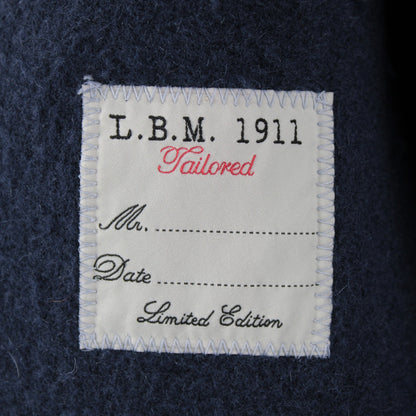 L.B.M. 1911
Tailored
Mr. ........................................
Date ........................................
Limited Edition